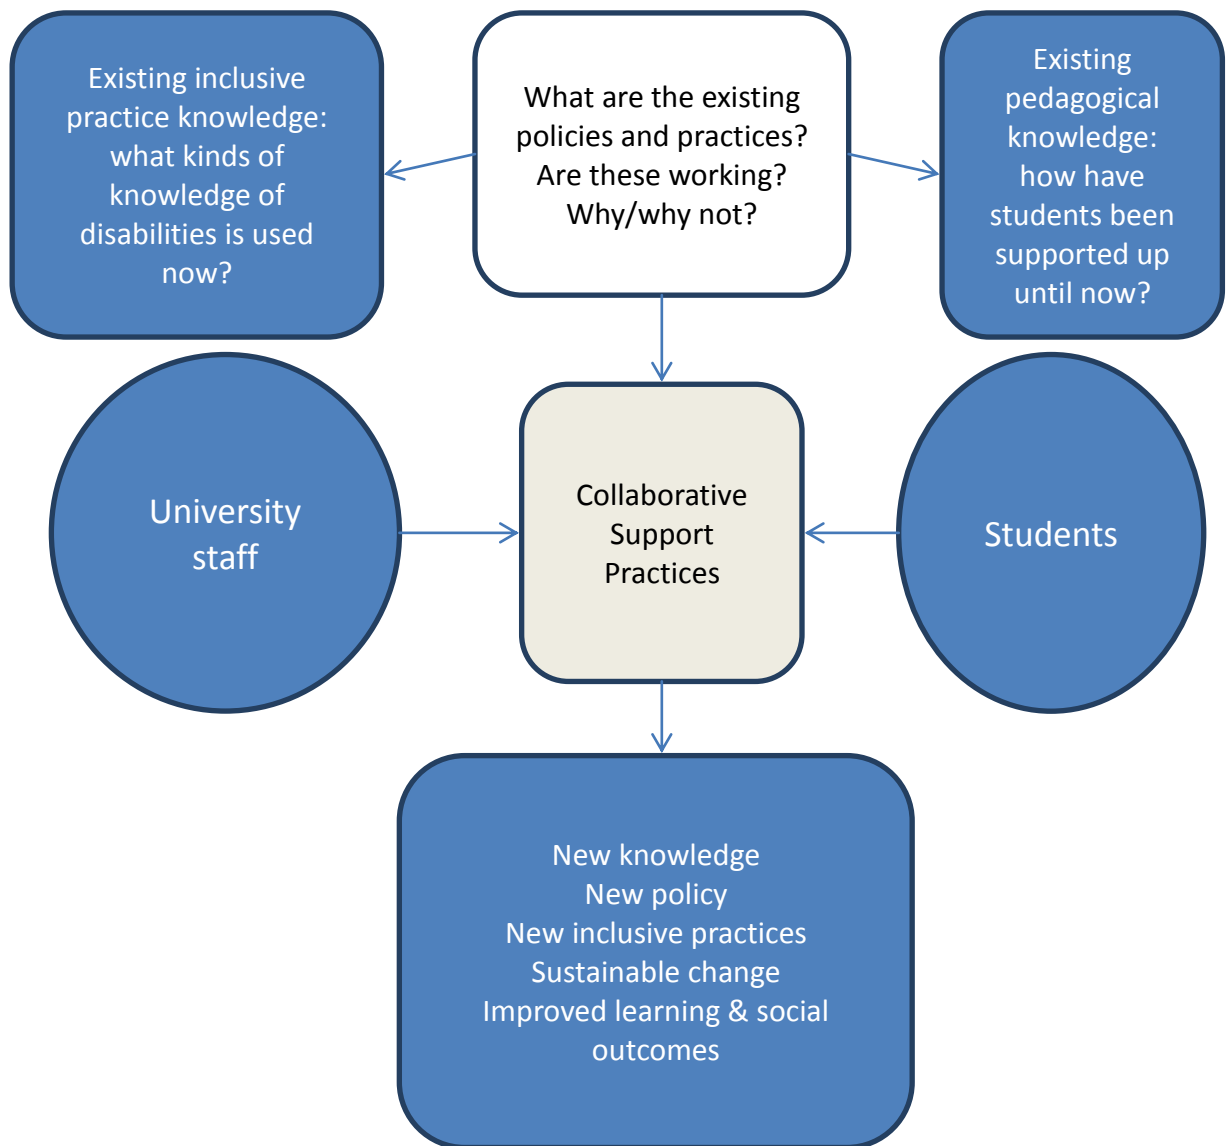 Existing inclusive
practice knowledge:
what kinds of
knowledge of
disabilities is used
now?
What are the existing
policies and practices?
Are these working?
Why/why not?
Existing
pedagogical
knowledge:
how have
students been
supported up
until now?
University
staff
Collaborative
Support
Practices
Students
New knowledge
New policy
New inclusive practices
Sustainable change
Improved learning & social
outcomes